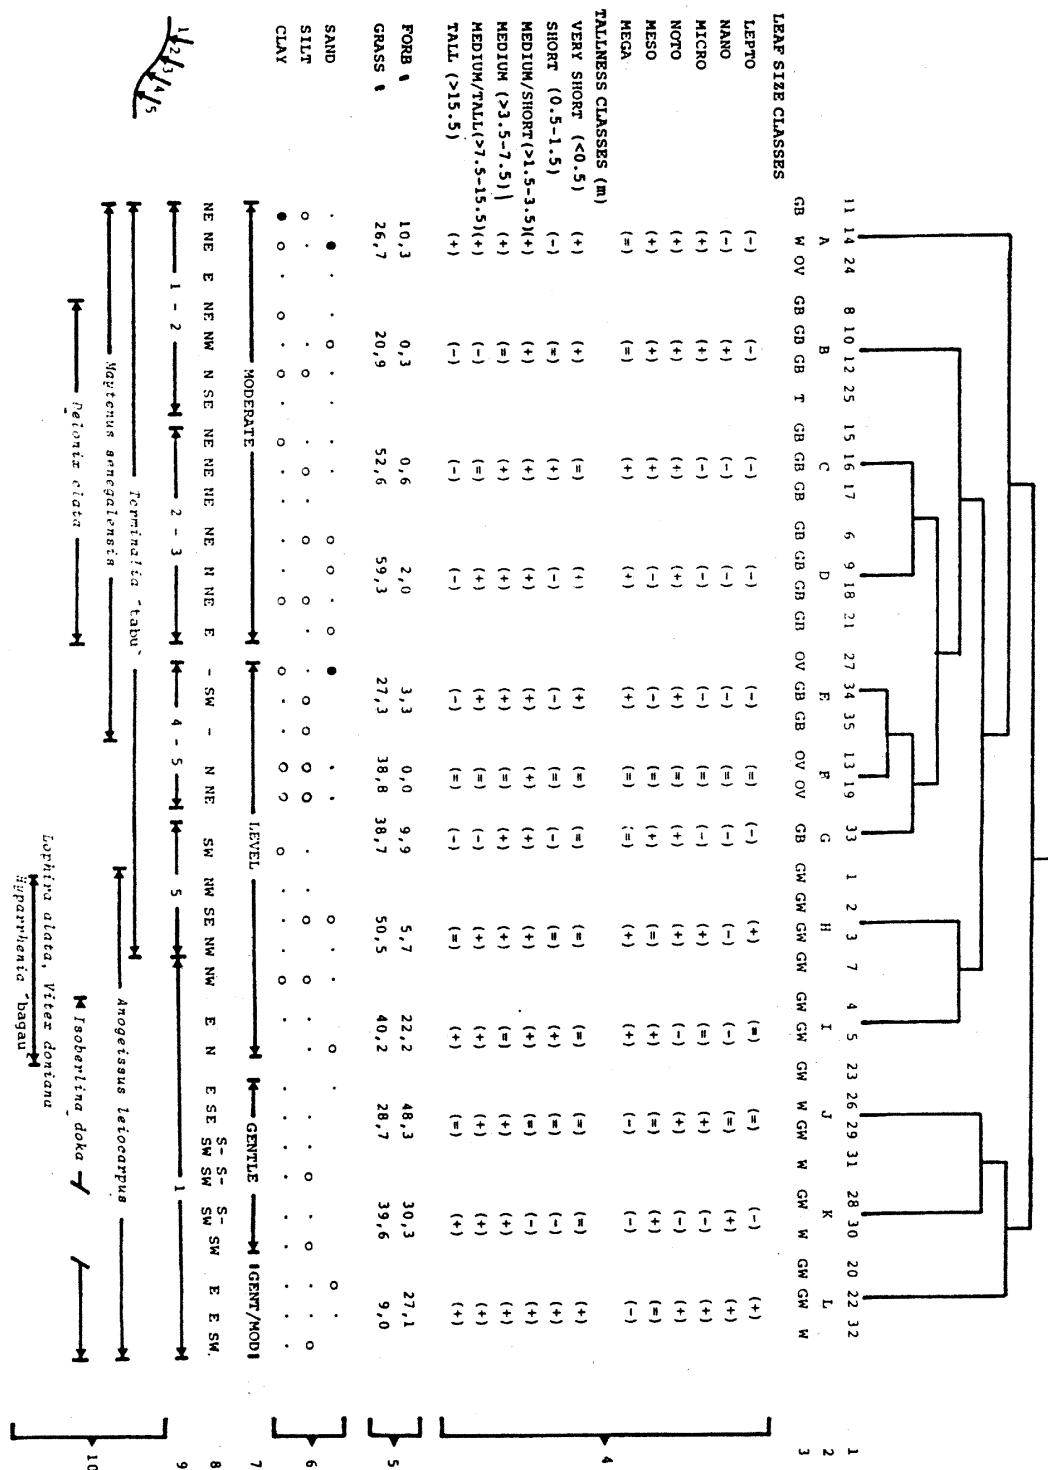 11 14 24 8 10 12 25 15 16 17 6 9 18 21 27 34 35 13 19 33 1 2 3 7 4 5 23 26 29 31 28 30 20 22 32 1
A B C D E F G H I J K L 2
GB W OV GB GB GB T GB GB GB GB GB GB GB OV GB GB OV OV GB GW GW GW GW GW GW GW W GW W GW W GW GW W 3
LEAF SIZE CLASSES
LEPTO (-) (-) (-) (-) (-) (=) (-) (+) (=) (=) (-) (+)
NANO (-) (+) (-) (-) (-) (=) (-) (-) (-) (=) (+) (+)
MICRO (+) (+) (-) (-) (-) (=) (-) (+) (=) (+) (-) (+)
NOTO (+) (+) (+) (+) (+) (=) (+) (+) (-) (+) (-) (+)
MESO (+) (+) (+) (-) (-) (=) (+) (=) (+) (=) (+) (=)
MEGA (=) (=) (+) (+) (+) (=) (=) (+) (+) (-) (-) (-)
TALLNESS CLASSES (m) 4
VERY SHORT (<0.5) (+) (+) (=) (+) (+) (=) (=) (=) (=) (=) (=) (+)
SHORT (0.5-1.5) (-) (=) (+) (-) (-) (=) (-) (=) (+) (=) (-) (+)
MEDIUM/SHORT(>1.5-3.5) (+) (+) (+) (+) (+) (+) (+) (+) (+) (=) (-) (+)
MEDIUM (>3.5-7.5) (+) (=) (+) (+) (+) (=) (+) (+) (=) (+) (+) (+)
MEDIUM/TALL(>7.5-15.5) (+) (-) (=) (+) (+) (=) (-) (+) (+) (+) (+) (+)
TALL (>15.5) (+) (-) (-) (-) (-) (=) (-) (=) (+) (=) (+) (+)
FORB % 10,3 0,3 0,6 2,0 3,3 0,0 9,9 5,7 22,2 48,3 30,3 27,1
5
GRASS % 26,7 20,9 52,6 59,3 27,3 38,8 38,7 50,5 40,2 28,7 39,6 9,0
SAND
SILT 6
CLAY
MODERATE LEVEL GENTLE GENT/MOD 7
NE NE E NE NW N SE NE NE NE NE N NE E - SW - N NE SW NW SE NW NW E N E SE S-SW S-SW S-SW SW E E SW. 8
1 - 2 2 - 3 4 - 5 5 1 9
1 2 3 4 5
Terminalia "tabu"
Maytenus senegalensis Anogeissus leiocarpus 10
Delonix elata Isoberlina doka
Lophira alata, Vitex doniana
Hyparrhenia "bagau"